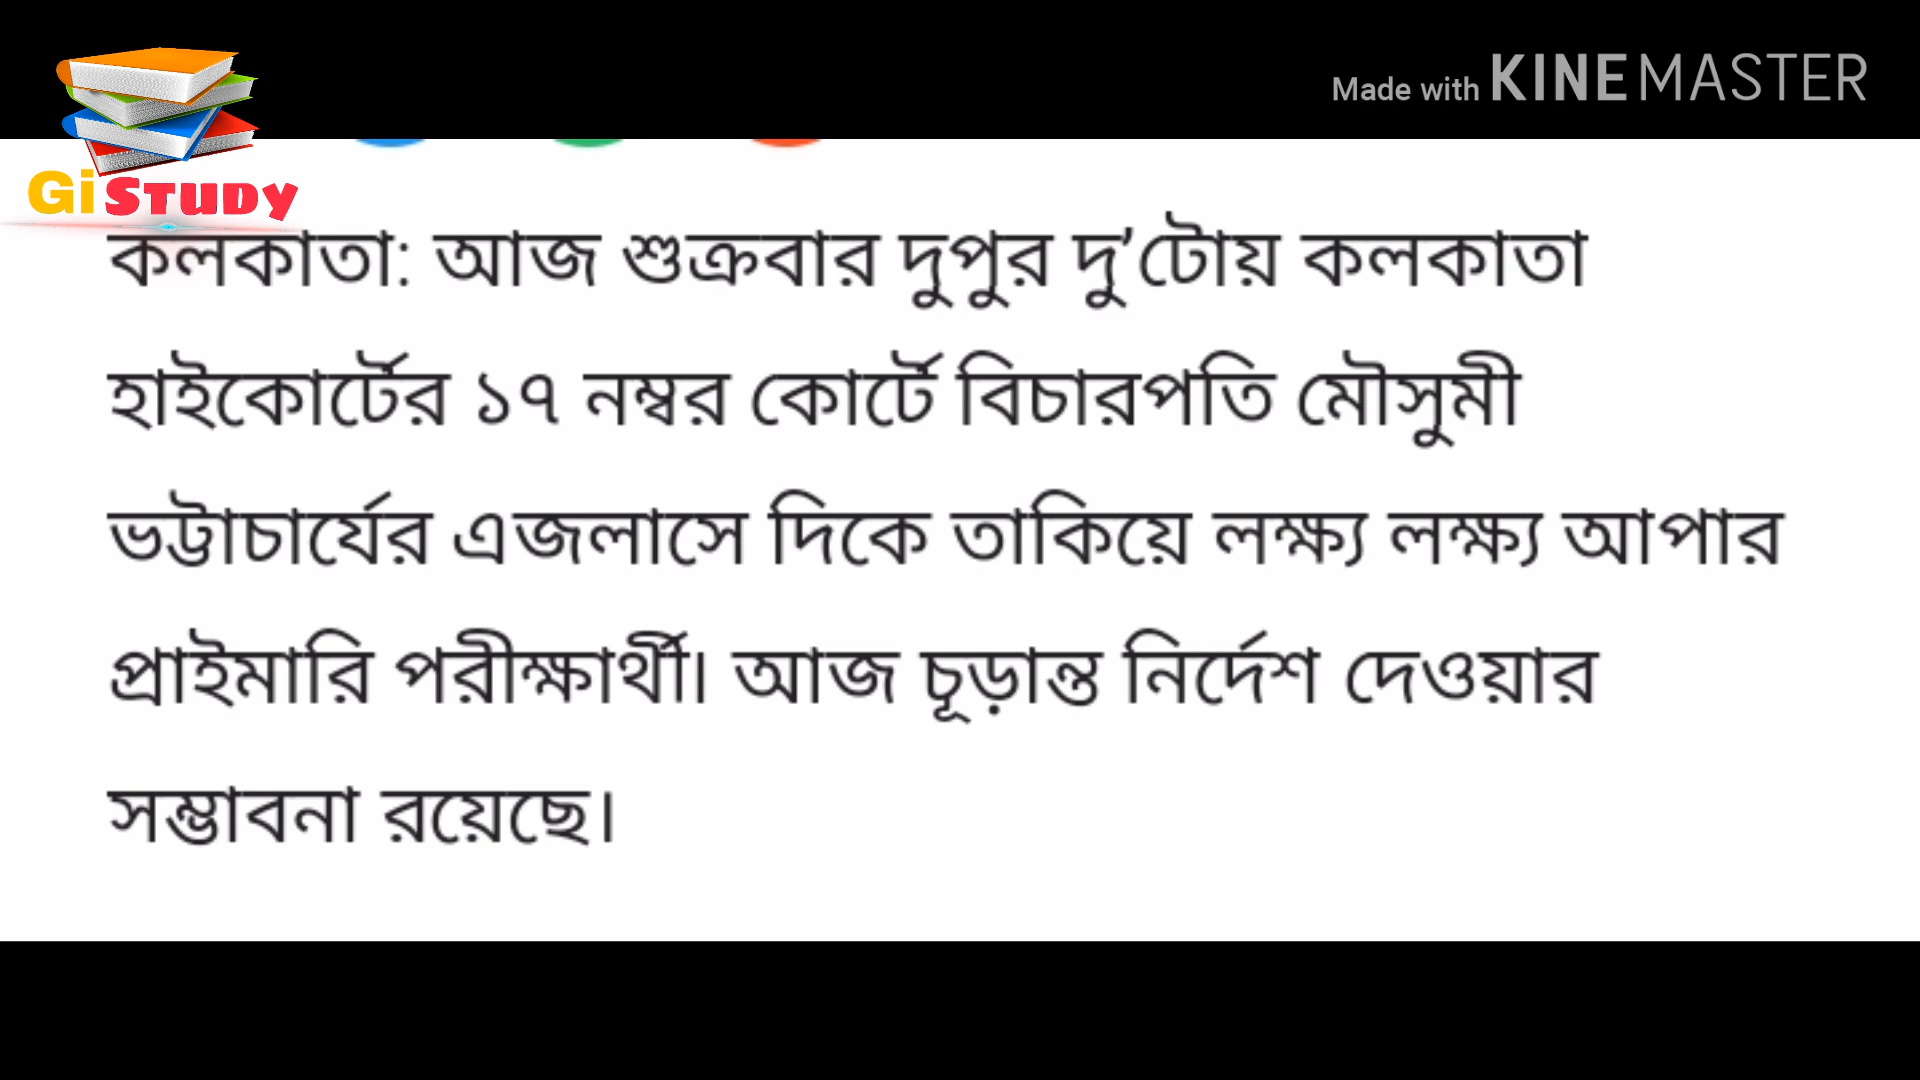 Made with KINEMASTER
GiSTUDY
কলকাতা: আজ শুক্রবার দুপুর দু'টোয় কলকাতা
হাইকোর্টের ১৭ নম্বর কোর্টে বিচারপতি মৌসুমী
ভট্টাচার্যের এজলাসে দিকে তাকিয়ে লক্ষ্য লক্ষ্য আপার
প্রাইমারি পরীক্ষার্থী। আজ চূড়ান্ত নির্দেশ দেওয়ার
সম্ভাবনা রয়েছে।